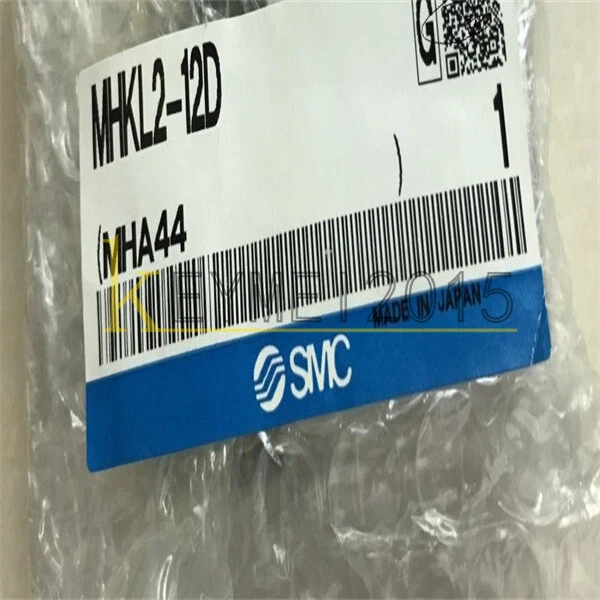 G
MHKL2-12D
1
(MHA44 )
KEYMEI2015
MADE IN JAPAN
SMC